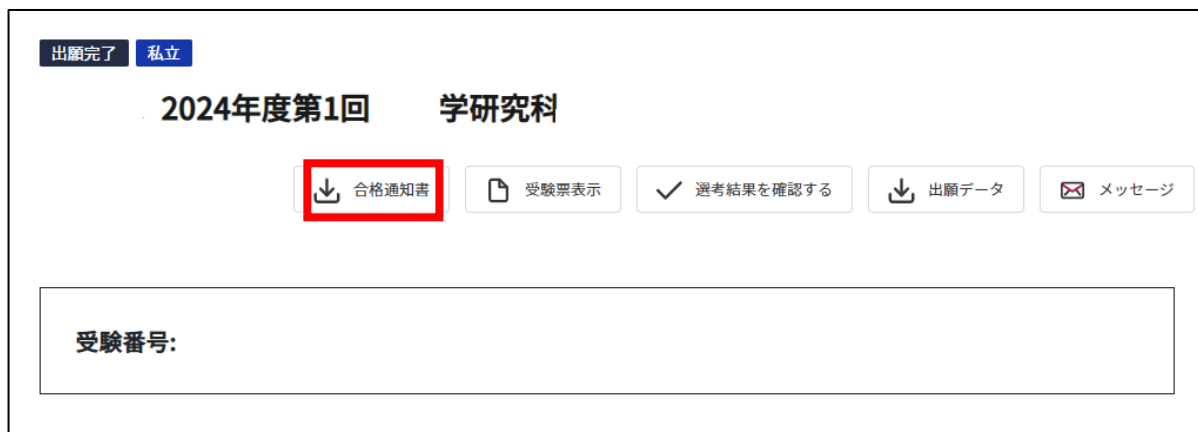 出願完了 私立
2024年度第1回 学研究科
合格通知書 受験票表示 選考結果を確認する 出願データ メッセージ
受験番号: